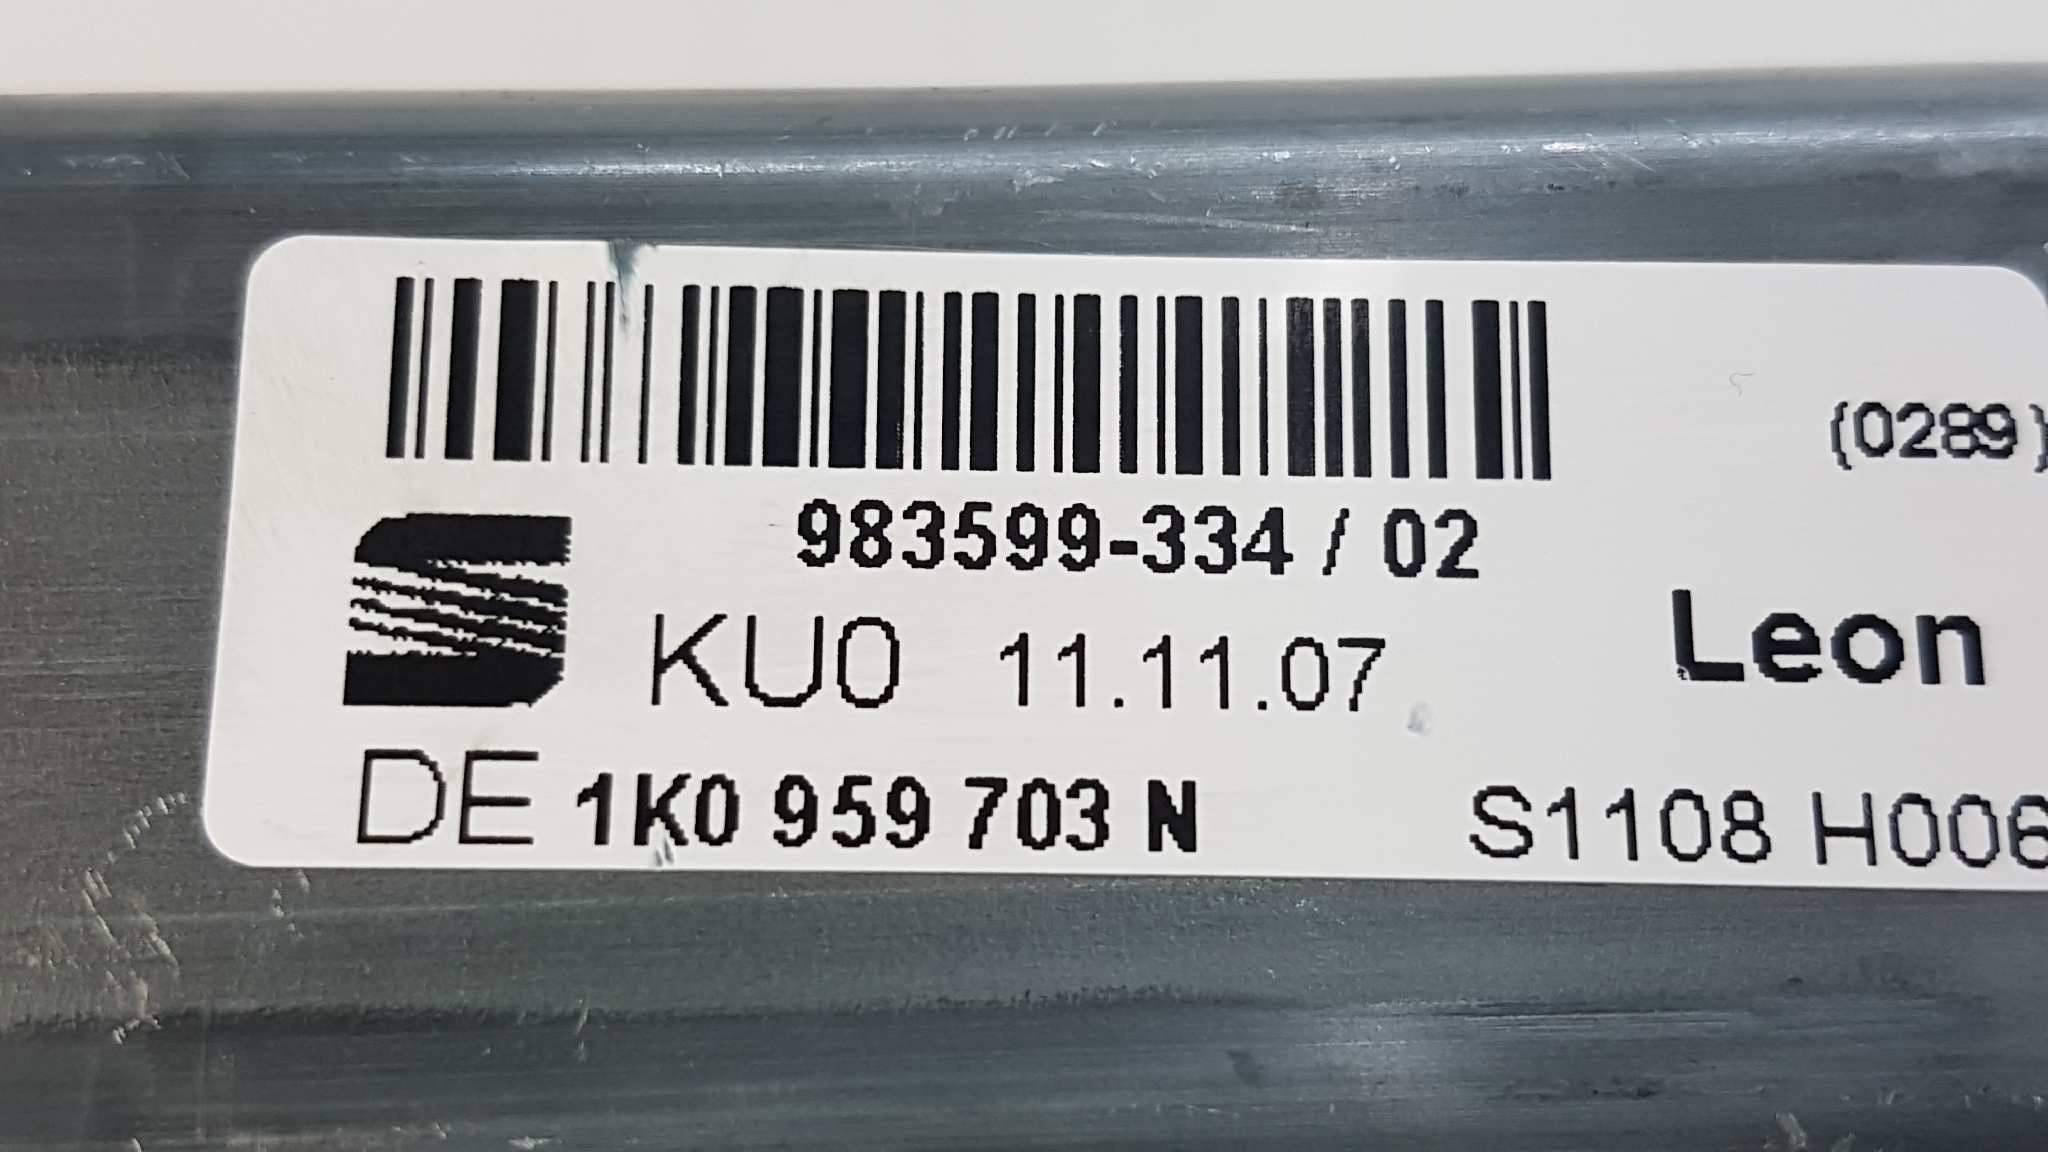 (0289)
983599-334 / 02
KU0 11.11.07 Leon
DE 1K0 959 703 N S1108 H006